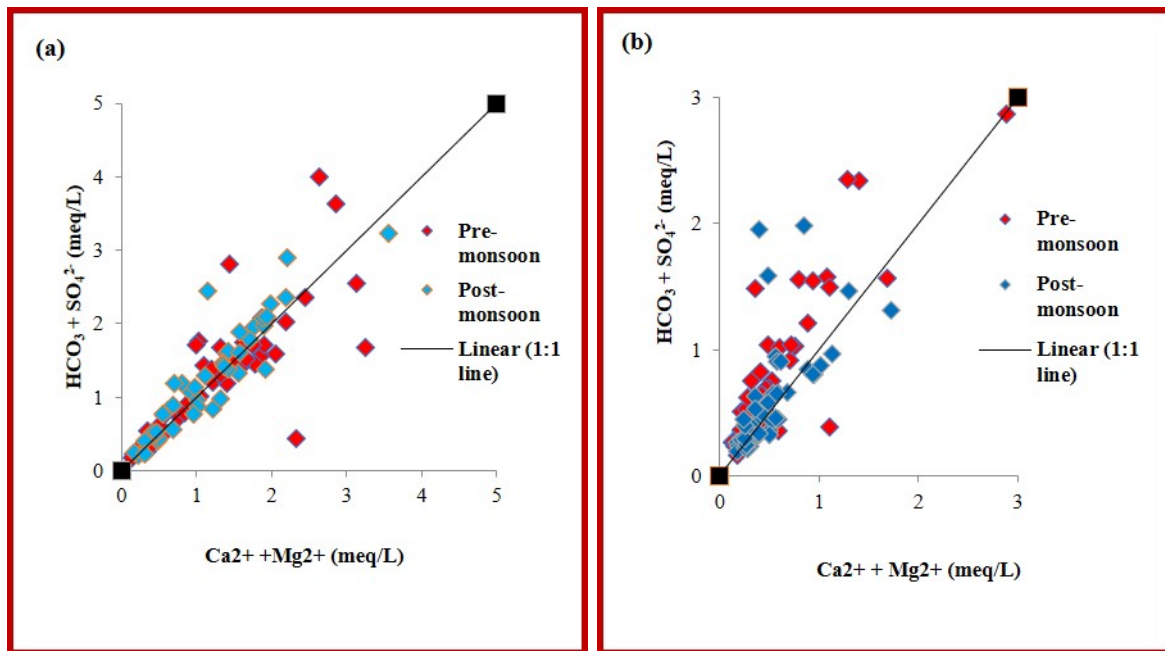 (a)
HCO₃ + SO₄²⁻ (meq/L)
5
4
3
2
1
0
0 1 2 3 4 5
Ca2+ +Mg2+ (meq/L)
Pre-
monsoon
Post-
monsoon
Linear (1:1
line)
(b)
HCO₃ + SO₄²⁻ (meq/L)
3
2
1
0
0 1 2 3
Ca2+ + Mg2+ (meq/L)
Pre-
monsoon
Post-
monsoon
Linear (1:1
line)